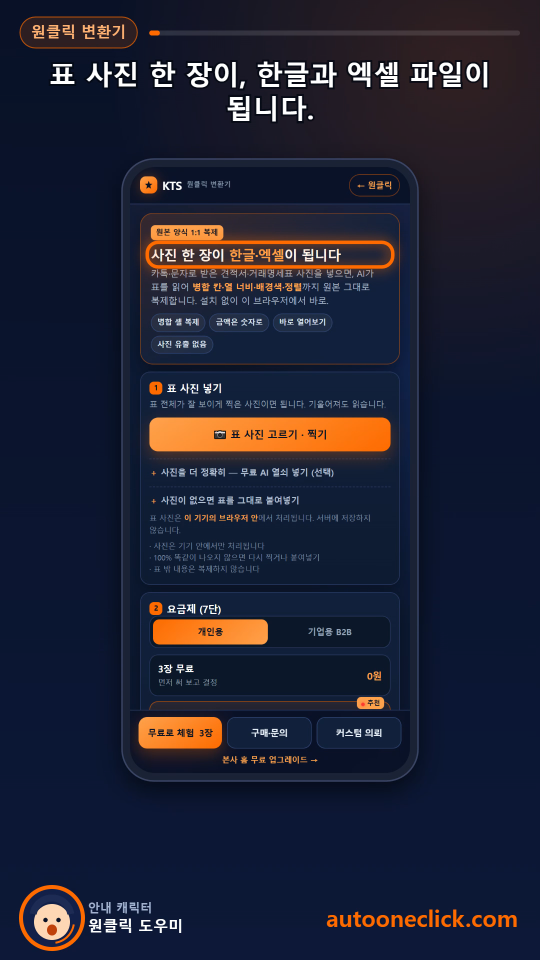 원클릭 변환기
표 사진 한 장이, 한글과 엑셀 파일이
됩니다.
KTS 원클릭 변환기
← 원클릭
원본 양식 1:1 복제
사진 한 장이 한글·엑셀이 됩니다
카톡·문자로 받은 견적서·거래명세표 사진을 넣으면, AI가
표를 읽어 병합 칸·열 너비·배경색·정렬까지 원본 그대로
복제합니다. 설치 없이 이 브라우저에서 바로.
병합 셀 복제
금액은 숫자로
바로 열어보기
사진 유출 없음
1 표 사진 넣기
표 전체가 잘 보이게 찍은 사진이면 됩니다. 기울어져도 읽습니다.
📷 표 사진 고르기 · 찍기
+ 사진을 더 정확히 — 무료 AI 열쇠 넣기 (선택)
+ 사진이 없으면 표를 그대로 붙여넣기
표 사진은 이 기기의 브라우저 안에서 처리됩니다. 서버에 저장하지
않습니다.
· 사진은 기기 안에서만 처리됩니다
· 100% 똑같이 나오지 않으면 다시 찍거나 붙여넣기
· 표 밖 내용은 복제하지 않습니다
2 요금제 (7단)
개인용
기업용 B2B
3장 무료
먼저 써 보고 결정
0원
추천
무료로 체험 3장
구매·문의
커스텀 의뢰
본사 홈 무료 업그레이드 →
안내 캐릭터
원클릭 도우미
autooneclick.com